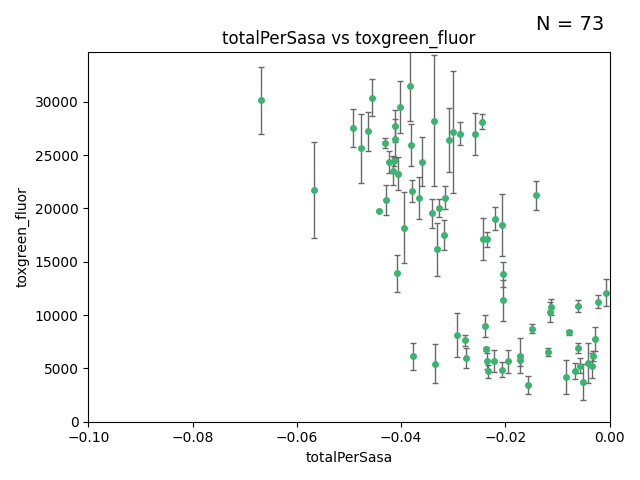 N = 73
totalPerSasa vs toxgreen_fluor
30000
25000
20000
15000
10000
5000
0
toxgreen_fluor
−0.10 −0.08 −0.06 −0.04 −0.02 0.00
totalPerSasa